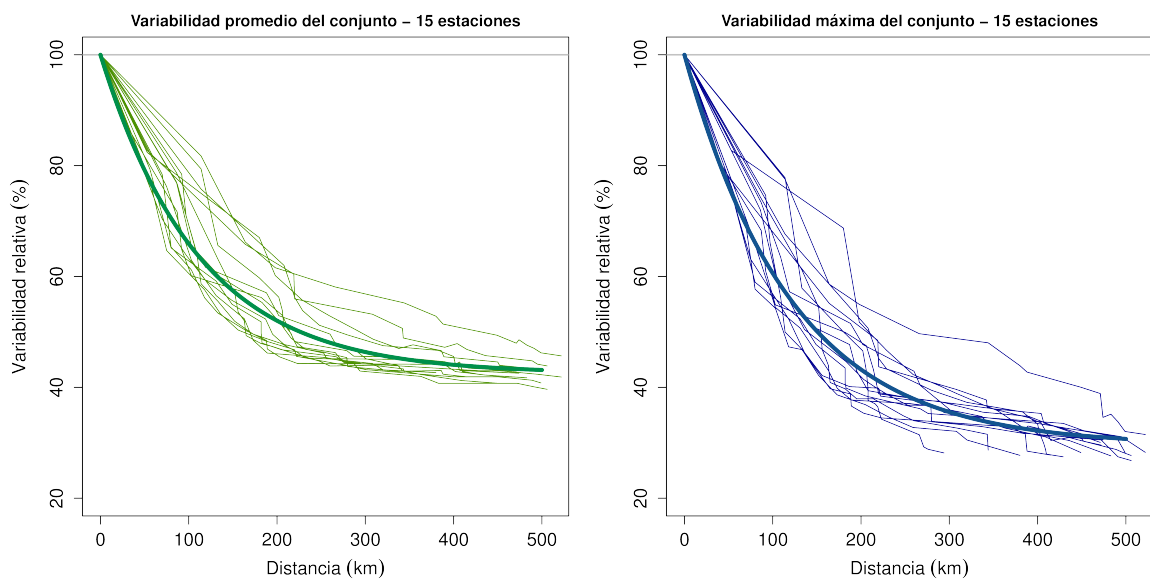 Variabilidad promedio del conjunto – 15 estaciones
Variabilidad relativa (%)
100
80
60
40
20
0 100 200 300 400 500
Distancia (km)
Variabilidad máxima del conjunto – 15 estaciones
Variabilidad relativa (%)
100
80
60
40
20
0 100 200 300 400 500
Distancia (km)